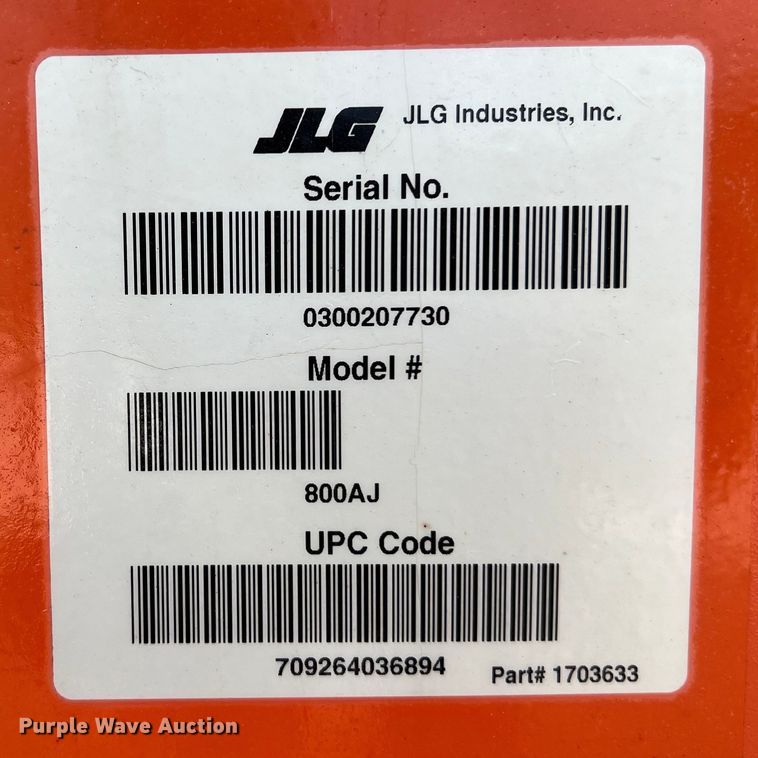 JLG JLG Industries, Inc.
Serial No.
0300207730
Model #
800AJ
UPC Code
709264036894
Part# 1703633
Purple Wave Auction